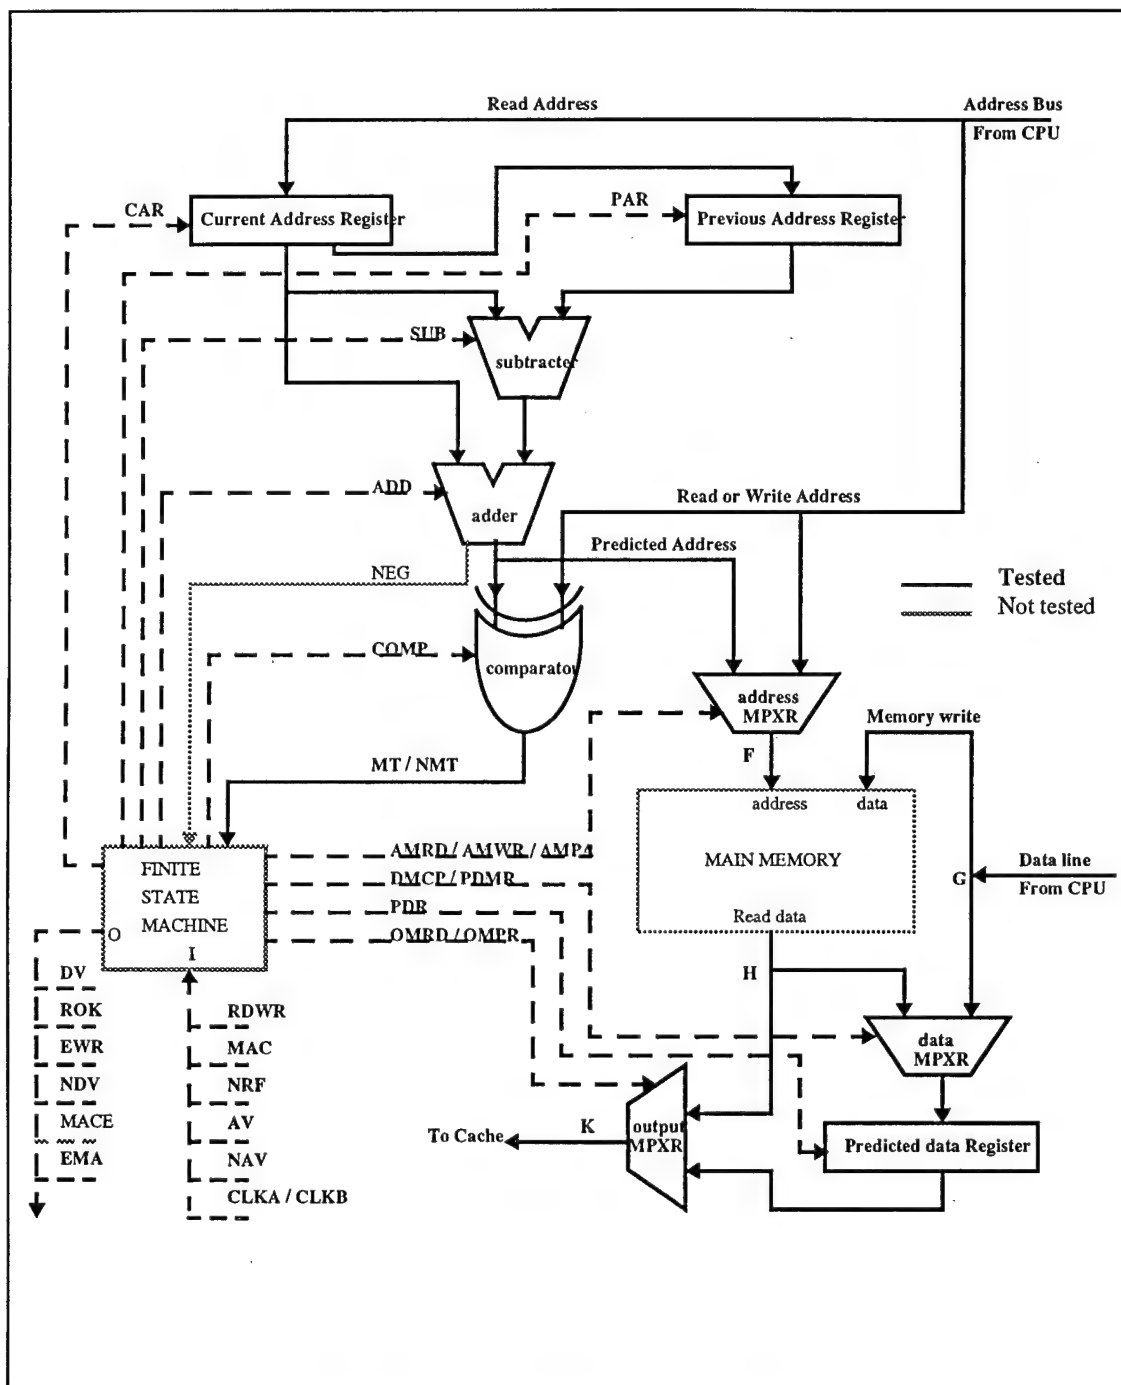 Read Address
Address Bus
From CPU
CAR
Current Address Register
PAR
Previous Address Register
SUB
subtracter
ADD
adder
Read or Write Address
Predicted Address
NEG
Tested
Not tested
COMP
comparator
address
MPXR
Memory write
MT / NMT
F
address
data
FINITE
STATE
MACHINE
O
I
AMRD / AMWR / AMPA
DMCP / PDMR
PDR
OMRD / OMPR
MAIN MEMORY
Read data
G
Data line
From CPU
H
DV
ROK
EWR
NDV
MACE
EMA
RDWR
MAC
NRF
AV
NAV
CLKA / CLKB
data
MPXR
To Cache
K
output
MPXR
Predicted data Register